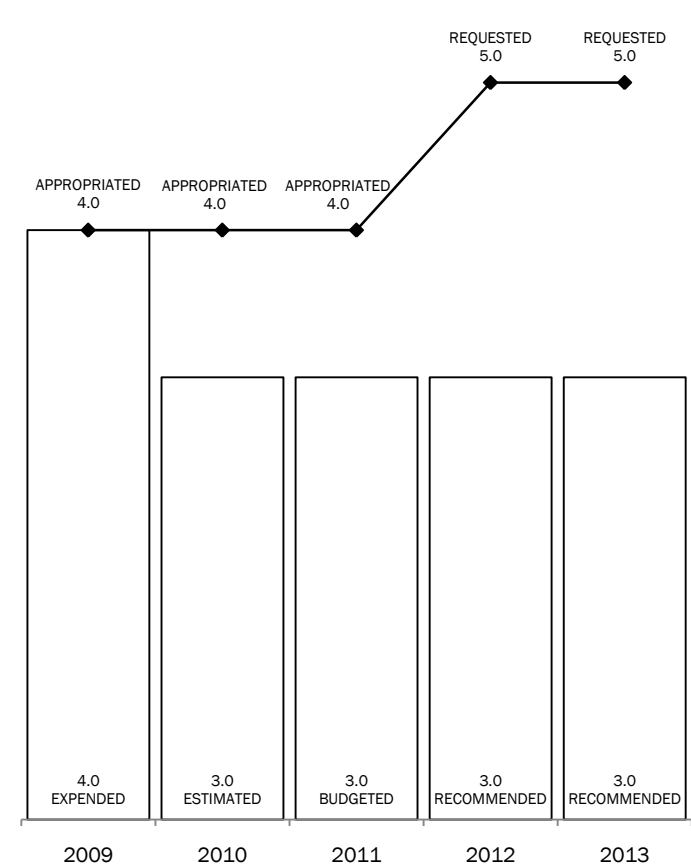 REQUESTED
5.0
REQUESTED
5.0
APPROPRIATED
4.0
APPROPRIATED
4.0
APPROPRIATED
4.0
4.0
EXPENDED
3.0
ESTIMATED
3.0
BUDGETED
3.0
RECOMMENDED
3.0
RECOMMENDED
2009
2010
2011
2012
2013